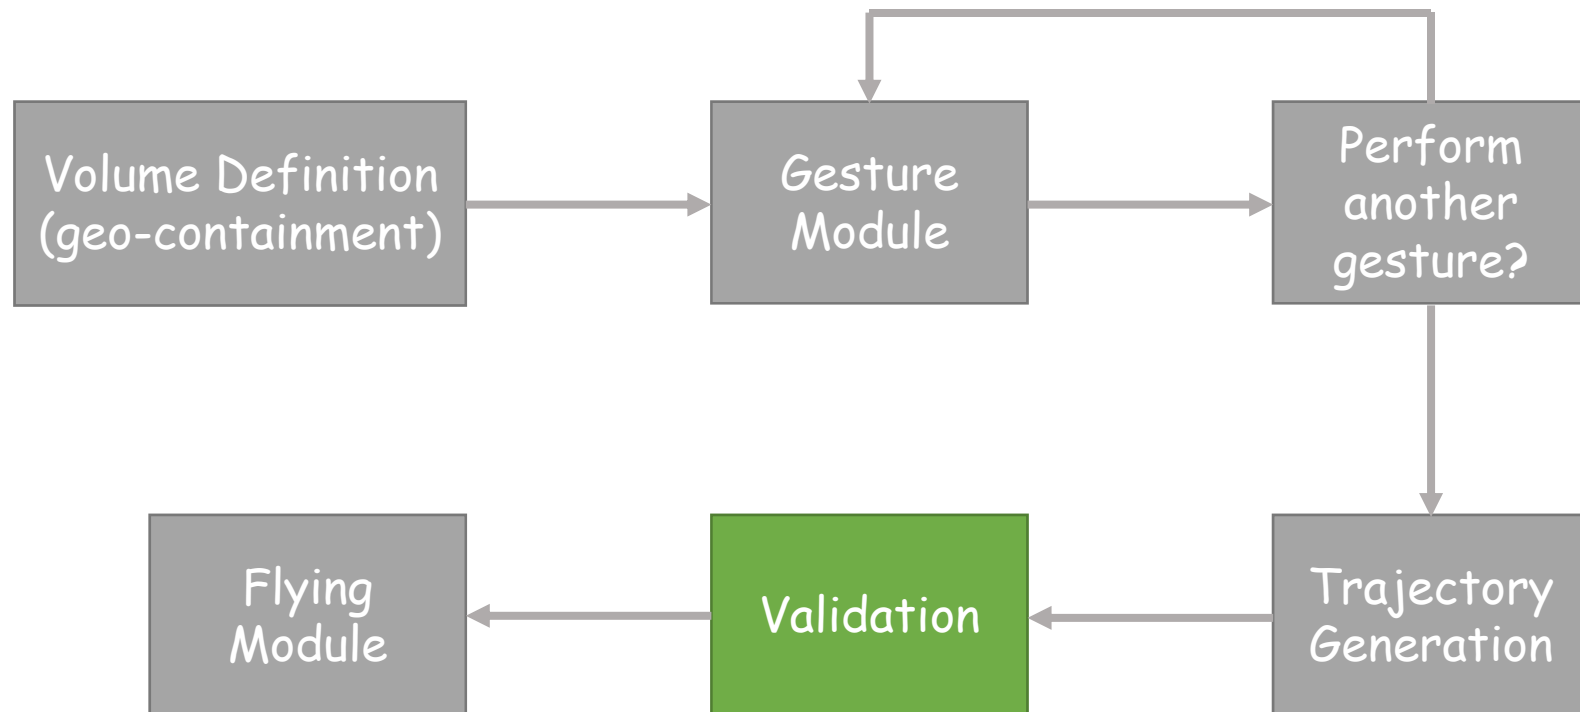 Volume Definition
(geo-containment)
Gesture
Module
Perform
another
gesture?
Flying
Module
Validation
Trajectory
Generation